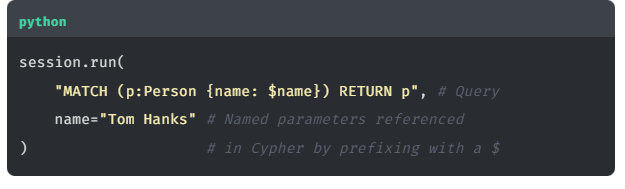 python
session.run(
    "MATCH (p:Person {name: $name}) RETURN p", # Query
    name="Tom Hanks" # Named parameters referenced
)                    # in Cypher by prefixing with a $